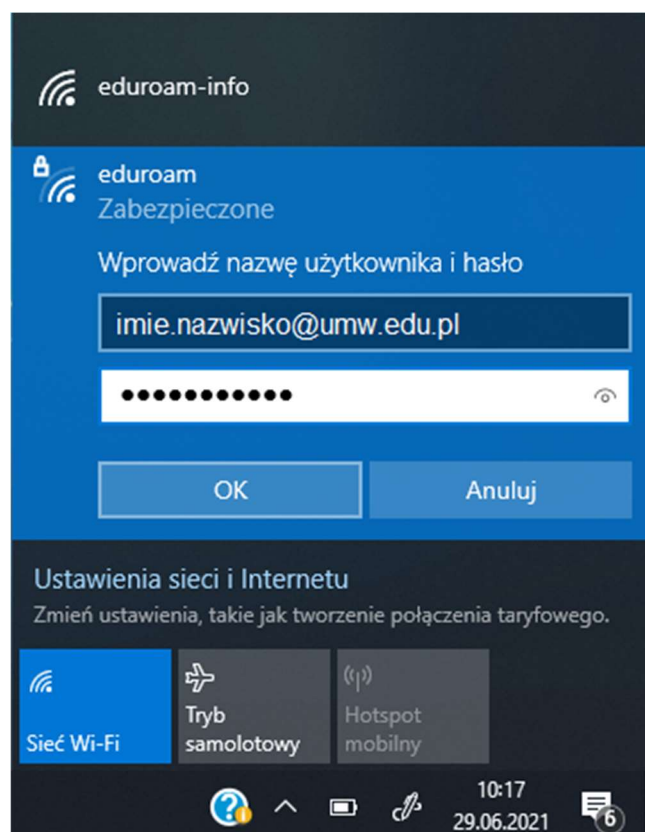 eduroam-info
eduroam
Zabezpieczone
Wprowadź nazwę użytkownika i hasło
imie.nazwisko@umw.edu.pl
●●●●●●●●●●●
OK Anuluj
Ustawienia sieci i Internetu
Zmień ustawienia, takie jak tworzenie połączenia taryfowego.
Sieć Wi-Fi
Tryb
samolotowy
Hotspot
mobilny
10:17
29.06.2021
6